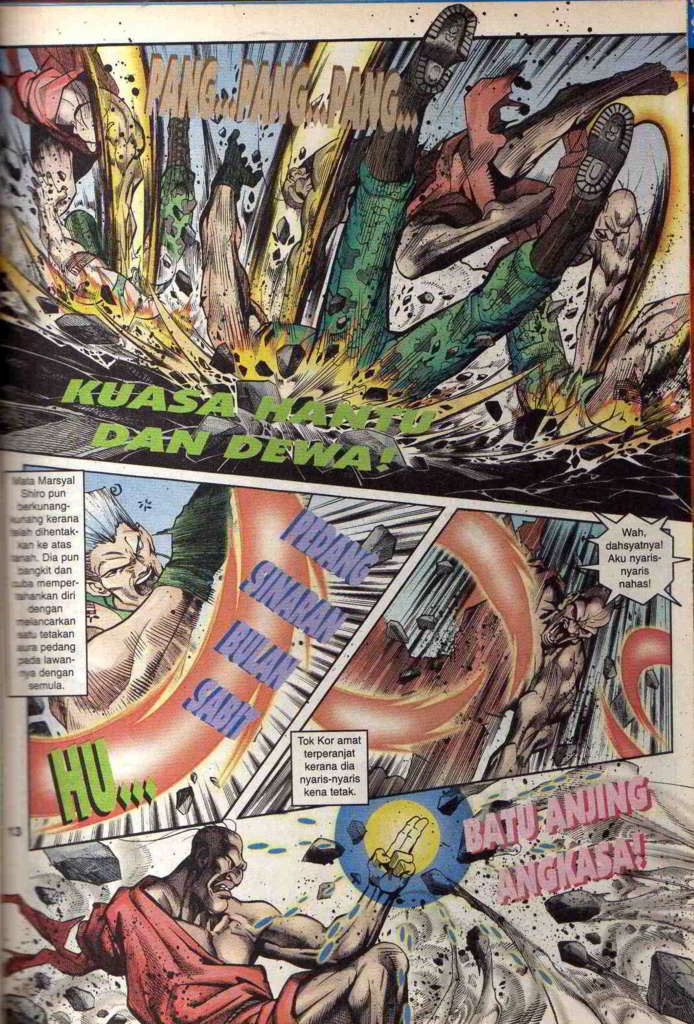 PANG...PANG...PANG...
KUASA HANTU
DAN DEWA!
Mata Marsyal
Shiro pun
berkunang-
kunang kerana
telah dihentak-
kan ke atas
tanah. Dia pun
bangkit dan
cuba memper-
tahankan diri
dengan
melancarkan
satu tetakan
aura pedang
pada lawan-
nya dengan
semula.
PEDANG
SINARAN
BULAN
SABIT
HU...
Wah,
dahsyatnya!
Aku nyaris-
nyaris
nahas!
Tok Kor amat
terperanjat
kerana dia
nyaris-nyaris
kena tetak.
13
BATU ANJING
ANGKASA!